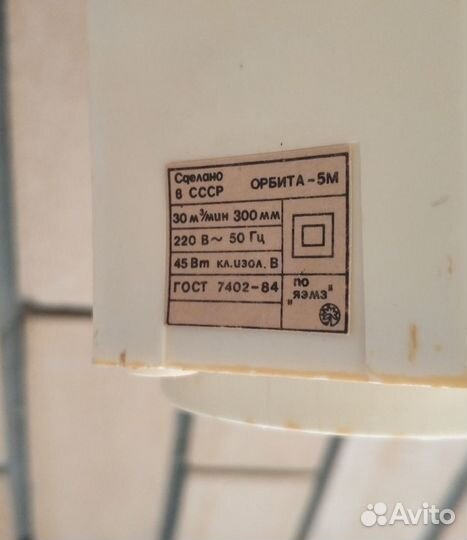 Сделано
в СССР ОРБИТА-5М
30 м³/мин 300 мм
220 В~ 50 Гц
45 Вт кл.изол. В
ГОСТ 7402-84
ПО
"ЯЭМЗ"
Avito